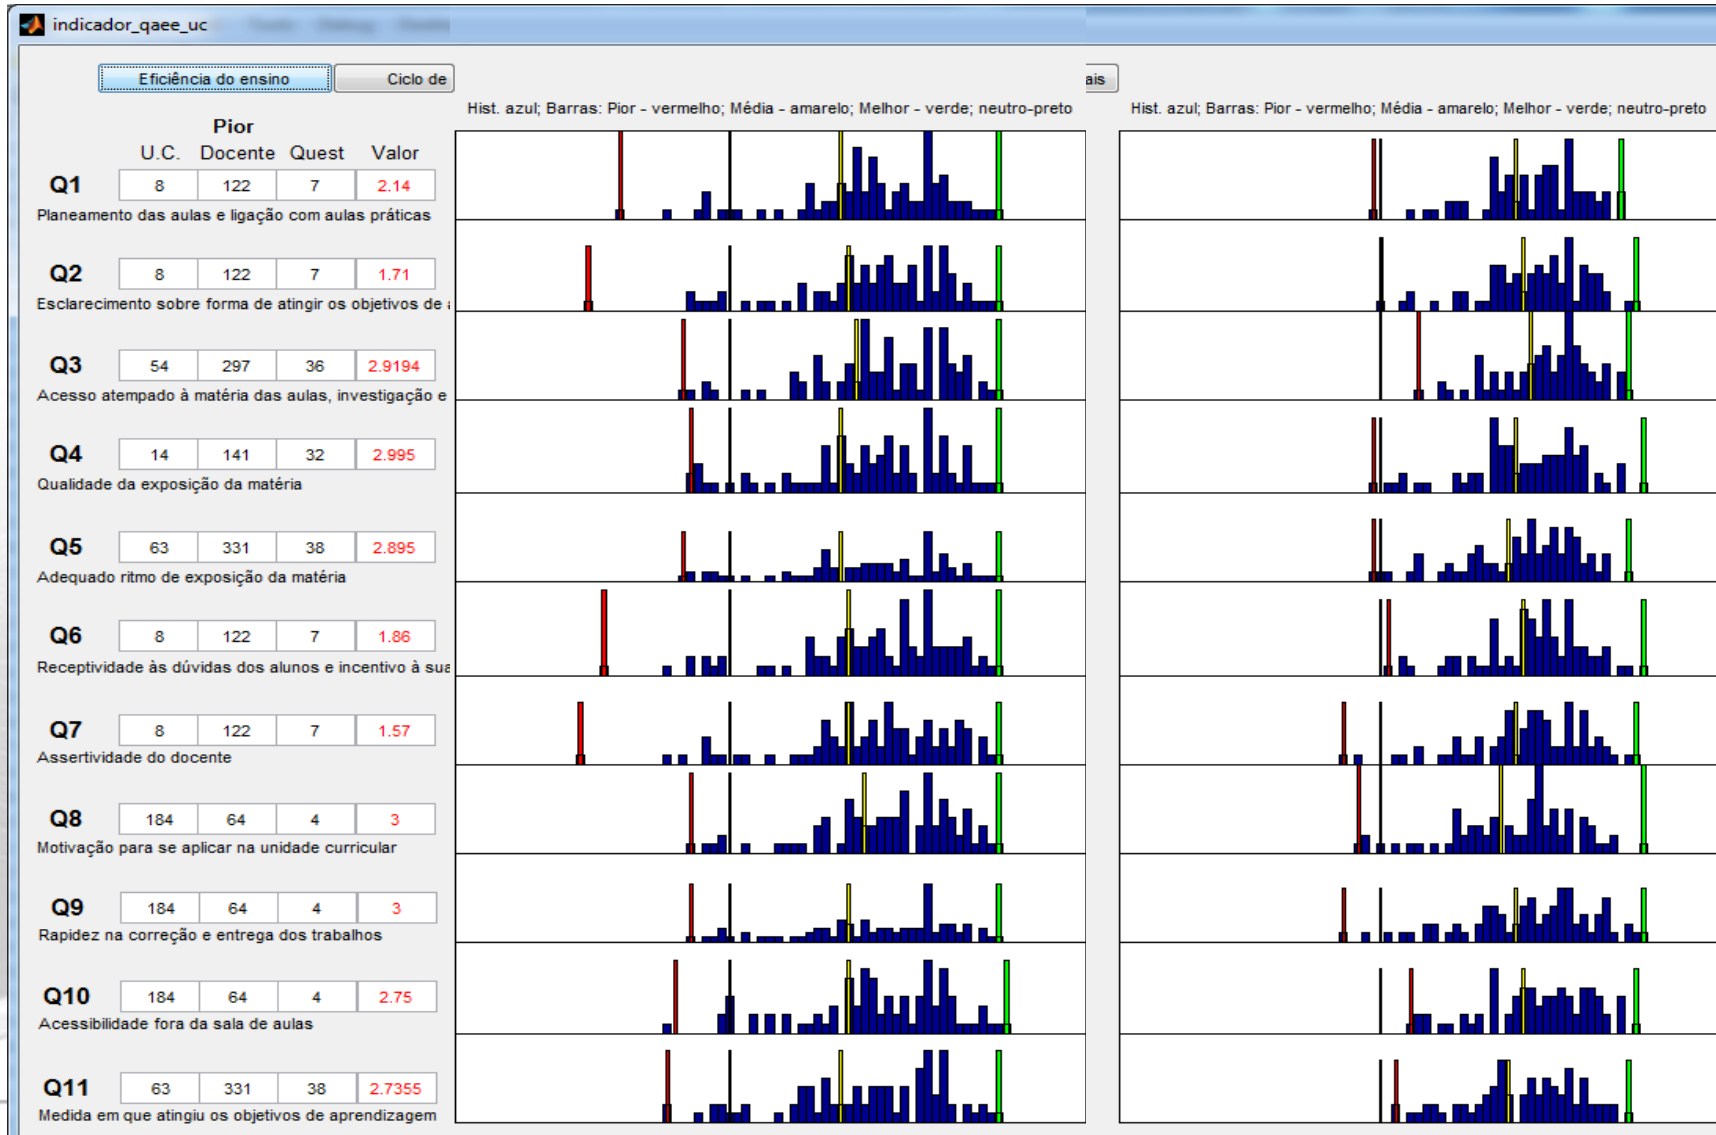 indicador_qaee_uc
Eficiência do ensino Ciclo de ais
Hist. azul; Barras: Pior - vermelho; Média - amarelo; Melhor - verde; neutro-preto
Hist. azul; Barras: Pior - vermelho; Média - amarelo; Melhor - verde; neutro-preto
Pior
U.C. Docente Quest Valor
Q1 8 122 7 2.14
Planeamento das aulas e ligação com aulas práticas
Q2 8 122 7 1.71
Esclarecimento sobre forma de atingir os objetivos de
Q3 54 297 36 2.9194
Acesso atempado à matéria das aulas, investigação e
Q4 14 141 32 2.995
Qualidade da exposição da matéria
Q5 63 331 38 2.895
Adequado ritmo de exposição da matéria
Q6 8 122 7 1.86
Receptividade às dúvidas dos alunos e incentivo à sua
Q7 8 122 7 1.57
Assertividade do docente
Q8 184 64 4 3
Motivação para se aplicar na unidade curricular
Q9 184 64 4 3
Rapidez na correção e entrega dos trabalhos
Q10 184 64 4 2.75
Acessibilidade fora da sala de aulas
Q11 63 331 38 2.7355
Medida em que atingiu os objetivos de aprendizagem